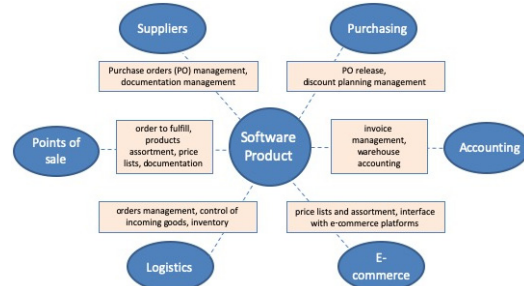 Suppliers
Purchasing
Purchase orders (PO) management,
documentation management
PO release,
discount planning management
Points of
sale
order to fulfill,
products
assortment, price
lists, documentation
Software
Product
invoice
management,
warehouse
accounting
Accounting
orders management, control of
incoming goods, inventory
price lists and assortment, interface
with e-commerce platforms
Logistics
E-
commerce